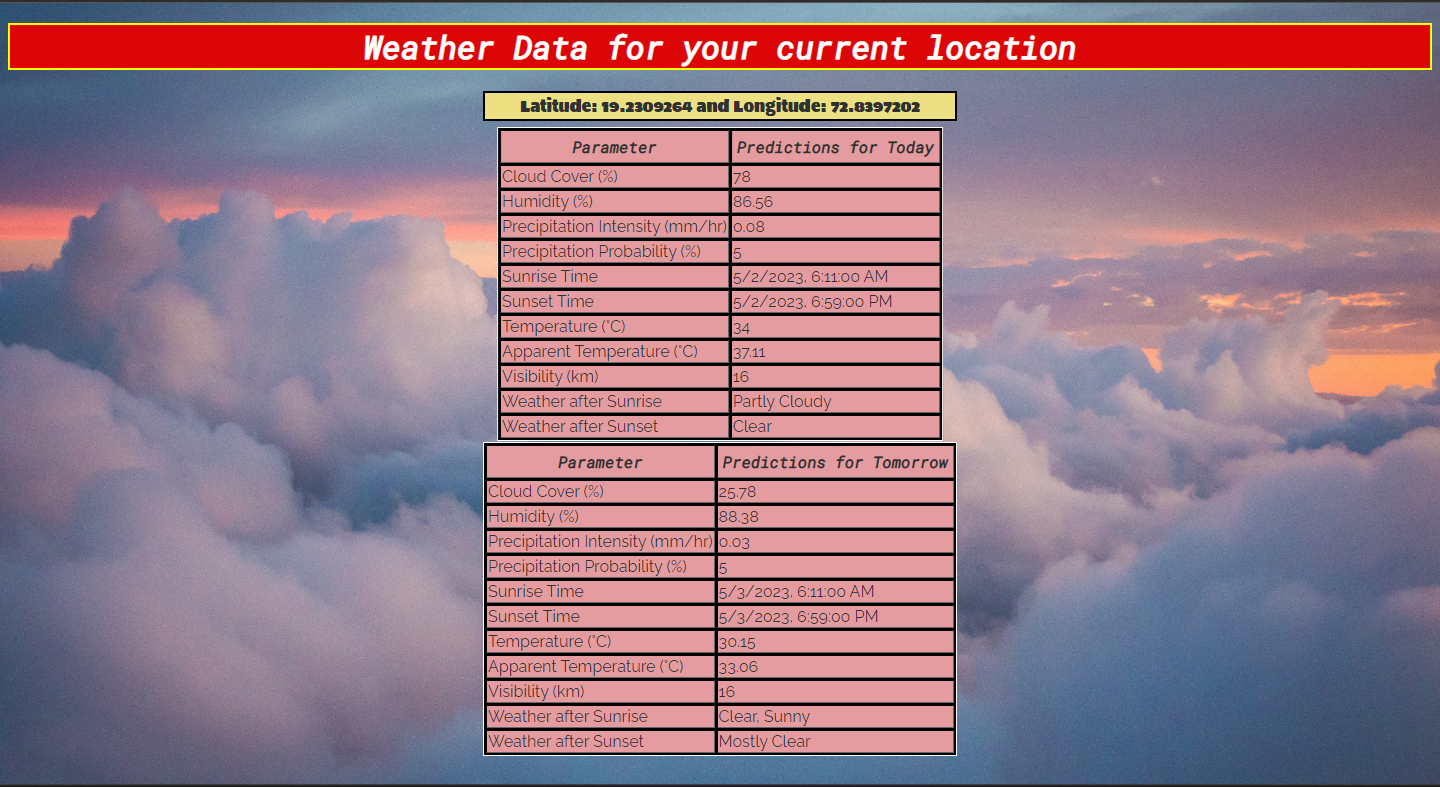 Weather Data for your current location
Latitude: 19.2309264 and Longitude: 72.8397202
Parameter Predictions for Today
Cloud Cover (%) 78
Humidity (%) 86.56
Precipitation Intensity (mm/hr) 0.08
Precipitation Probability (%) 5
Sunrise Time 5/2/2023, 6:11:00 AM
Sunset Time 5/2/2023, 6:59:00 PM
Temperature (°C) 34
Apparent Temperature (°C) 37.11
Visibility (km) 16
Weather after Sunrise Partly Cloudy
Weather after Sunset Clear
Parameter Predictions for Tomorrow
Cloud Cover (%) 25.78
Humidity (%) 88.38
Precipitation Intensity (mm/hr) 0.03
Precipitation Probability (%) 5
Sunrise Time 5/3/2023, 6:11:00 AM
Sunset Time 5/3/2023, 6:59:00 PM
Temperature (°C) 30.15
Apparent Temperature (°C) 33.06
Visibility (km) 16
Weather after Sunrise Clear, Sunny
Weather after Sunset Mostly Clear